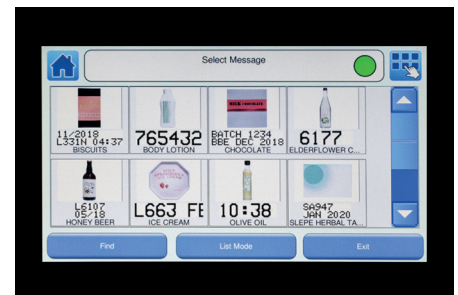 Select Message
11/2018
L331N 04:37
BISCUITS
765432
BODY LOTION
MILK CHOCOLATE
BATCH 1234
BBE DEC 2018
CHOCOLATE
6177
ELDERFLOWER C...
L6107
05/18
HONEY BEER
L663 FE
ICE CREAM
10:38
OLIVE OIL
SA947
JAN 2020
SLEPE HERBAL TA...
Find
List Mode
Exit